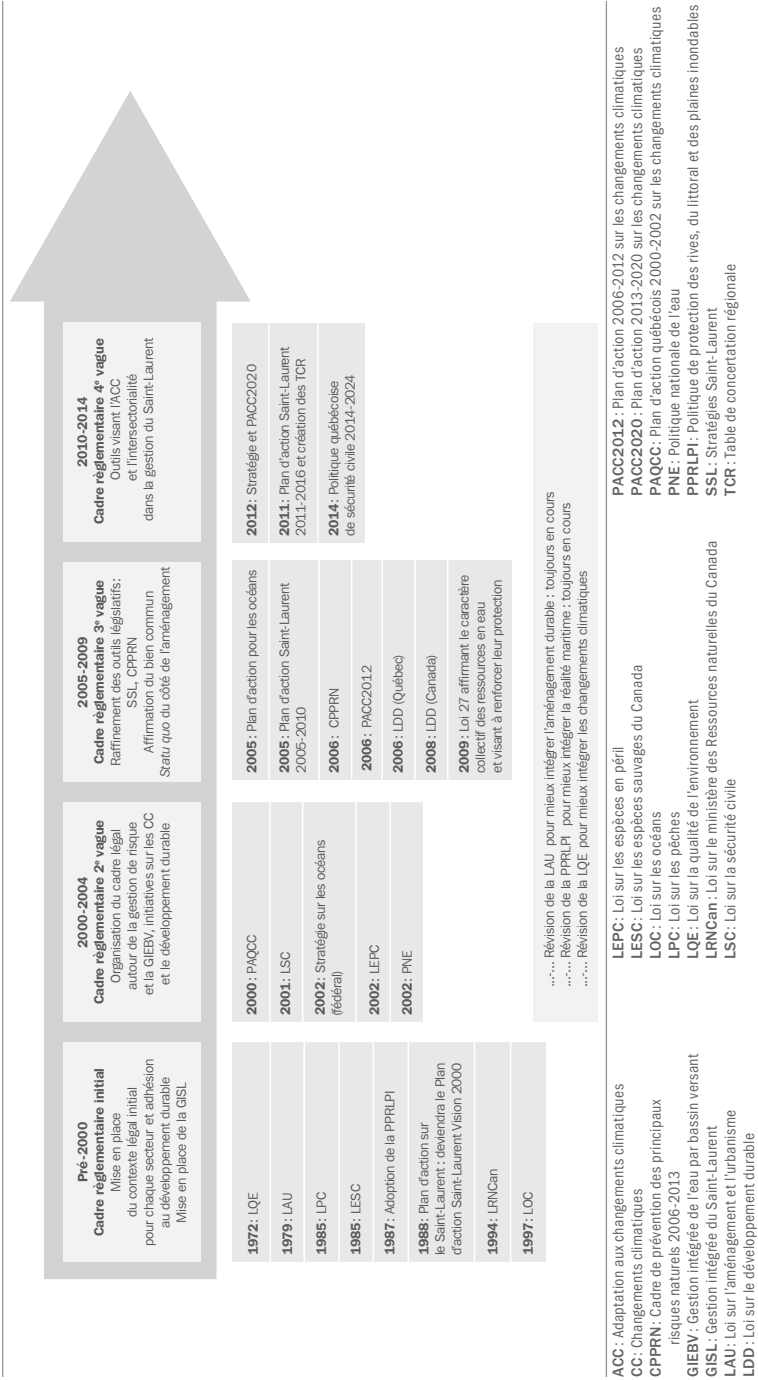 Pré-2000
Cadre règlementaire initial
Mise en place
du contexte légal initial
pour chaque secteur et adhésion
au développement durable
Mise en place de la GISL
2000-2004
Cadre règlementaire 2e vague
Organisation du cadre légal
autour de la gestion de risque
et la GIEBV, initiatives sur les CC
et le développement durable
2005-2009
Cadre règlementaire 3e vague
Raffinement des outils législatifs:
SSL, CPPRN
Affirmation du bien commun
Statu quo du côté de l'aménagement
2010-2014
Cadre règlementaire 4e vague
Outils visant l'ACC
et l'intersectorialité
dans la gestion du Saint-Laurent
1972: LQE
1979: LAU
1985: LPC
1985: LESC
1987: Adoption de la PPRLPI
1988: Plan d'action sur
le Saint-Laurent : deviendra le Plan
d'action Saint-Laurent Vision 2000
1994: LRNCan
1997: LOC
2000: PAQCC
2001: LSC
2002: Stratégie sur les océans
(fédéral)
2002: LEPC
2002: PNE
2005: Plan d'action pour les océans
2005: Plan d'action Saint-Laurent
2005-2010
2006: CPPRN
2006: PACC2012
2006: LDD (Québec)
2008: LDD (Canada)
2009: Loi 27 affirmant le caractère
collectif des ressources en eau
et visant à renforcer leur protection
2012: Stratégie et PACC2020
2011: Plan d'action Saint-Laurent
2011-2016 et création des TCR
2014: Politique québécoise
de sécurité civile 2014-2024
...-... Révision de la LAU pour mieux intégrer l'aménagement durable : toujours en cours
...-... Révision de la PPRLPI pour mieux intégrer la réalité maritime : toujours en cours
...-... Révision de la LQE pour mieux intégrer les changements climatiques
ACC : Adaptation aux changements climatiques
CC : Changements climatiques
CPPRN : Cadre de prévention des principaux
risques naturels 2006-2013
GIEBV : Gestion intégrée de l'eau par bassin versant
GISL : Gestion intégrée du Saint-Laurent
LAU : Loi sur l'aménagement et l'urbanisme
LDD : Loi sur le développement durable
LEPC : Loi sur les espèces en péril
LESC : Loi sur les espèces sauvages du Canada
LOC : Loi sur les océans
LPC : Loi sur les pêches
LQE : Loi sur la qualité de l'environnement
LRNCan : Loi sur le ministère des Ressources naturelles du Canada
LSC : Loi sur la sécurité civile
PACC2012 : Plan d'action 2006-2012 sur les changements climatiques
PACC2020 : Plan d'action 2013-2020 sur les changements climatiques
PAQCC : Plan d'action québécois 2000-2002 sur les changements climatiques
PNE : Politique nationale de l'eau
PPRLPI : Politique de protection des rives, du littoral et des plaines inondables
SSL : Stratégies Saint-Laurent
TCR : Table de concertation régionale